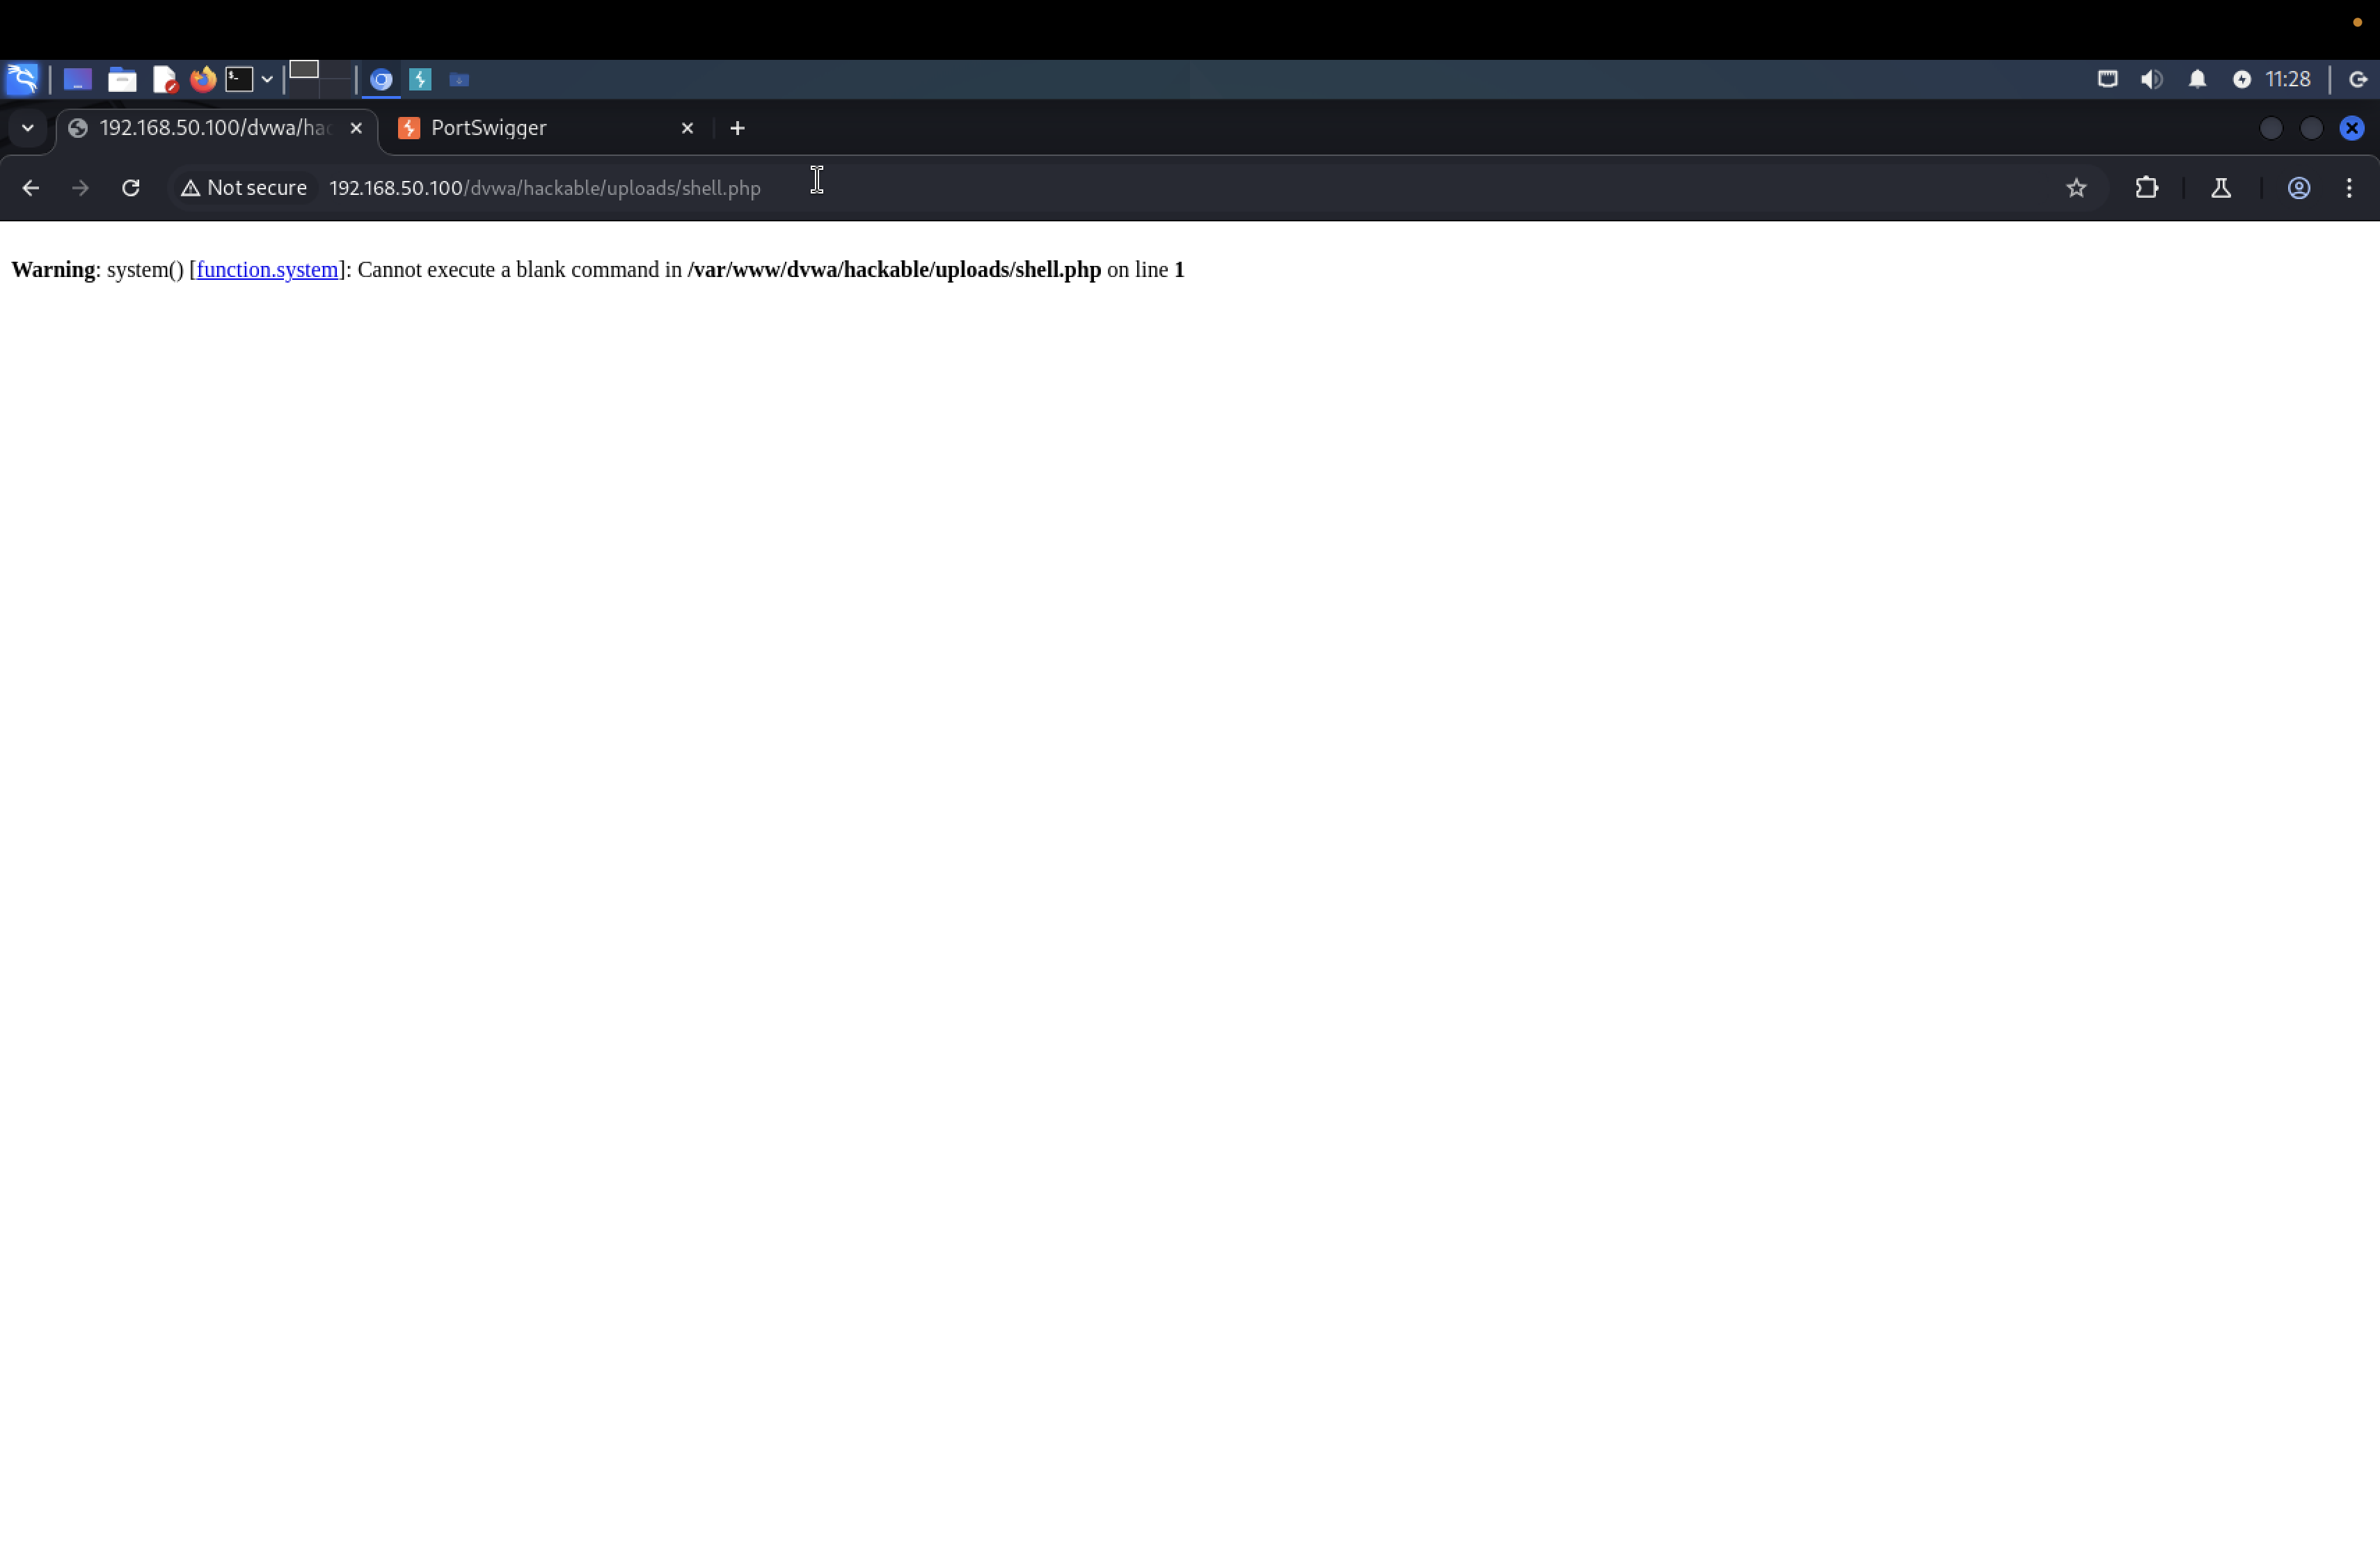 11:28
192.168.50.100/dvwa/hac
PortSwigger
Not secure
192.168.50.100/dvwa/hackable/uploads/shell.php
Warning: system() [function.system]: Cannot execute a blank command in /var/www/dvwa/hackable/uploads/shell.php on line 1